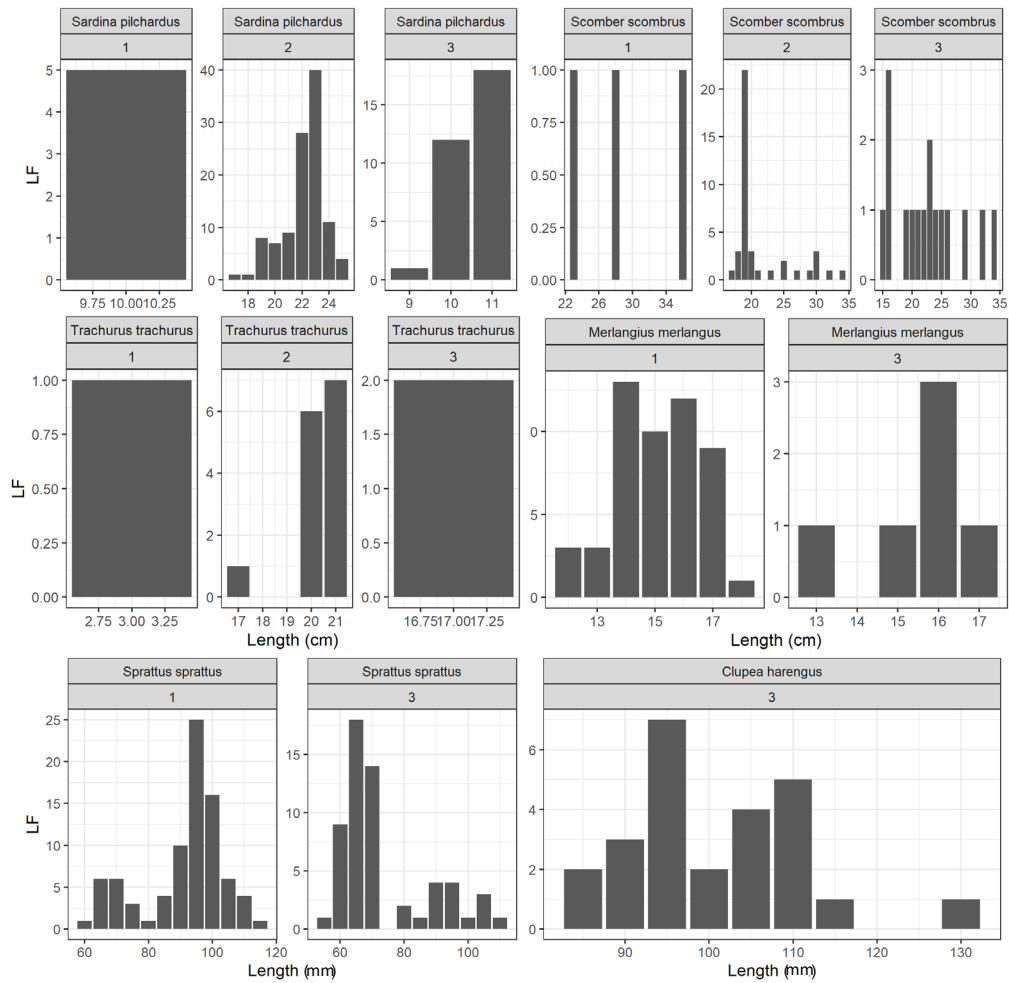 Sardina pilchardus Sardina pilchardus Sardina pilchardus Scomber scombrus Scomber scombrus Scomber scombrus
1 2 3 1 2 3
LF
5 4 3 2 1 0
40 30 20 10 0
15 10 5 0
1.00 0.75 0.50 0.25 0.00
20 15 10 5 0
3 2 1 0
9.75 10.00 10.25 18 20 22 24 9 10 11 22 26 30 34 20 25 30 35 15 20 25 30 35
Trachurus trachurus Trachurus trachurus Trachurus trachurus Merlangius merlangus Merlangius merlangus
1 2 3 1 3
LF
1.00 0.75 0.50 0.25 0.00
6 4 2 0
2.0 1.5 1.0 0.5 0.0
0 5 0
3 2 1 0
2.75 3.00 3.25 17 18 19 20 21 16.75 17.00 17.25 13 15 17 13 14 15 16 17
Length (cm) Length (cm)
Sprattus sprattus Sprattus sprattus Clupea harengus
1 3 3
LF
25 20 15 10 5 0
15 10 5 0
6 4 2 0
60 80 100 120 60 80 100 90 100 110 120 130
Length (mm) Length (mm)